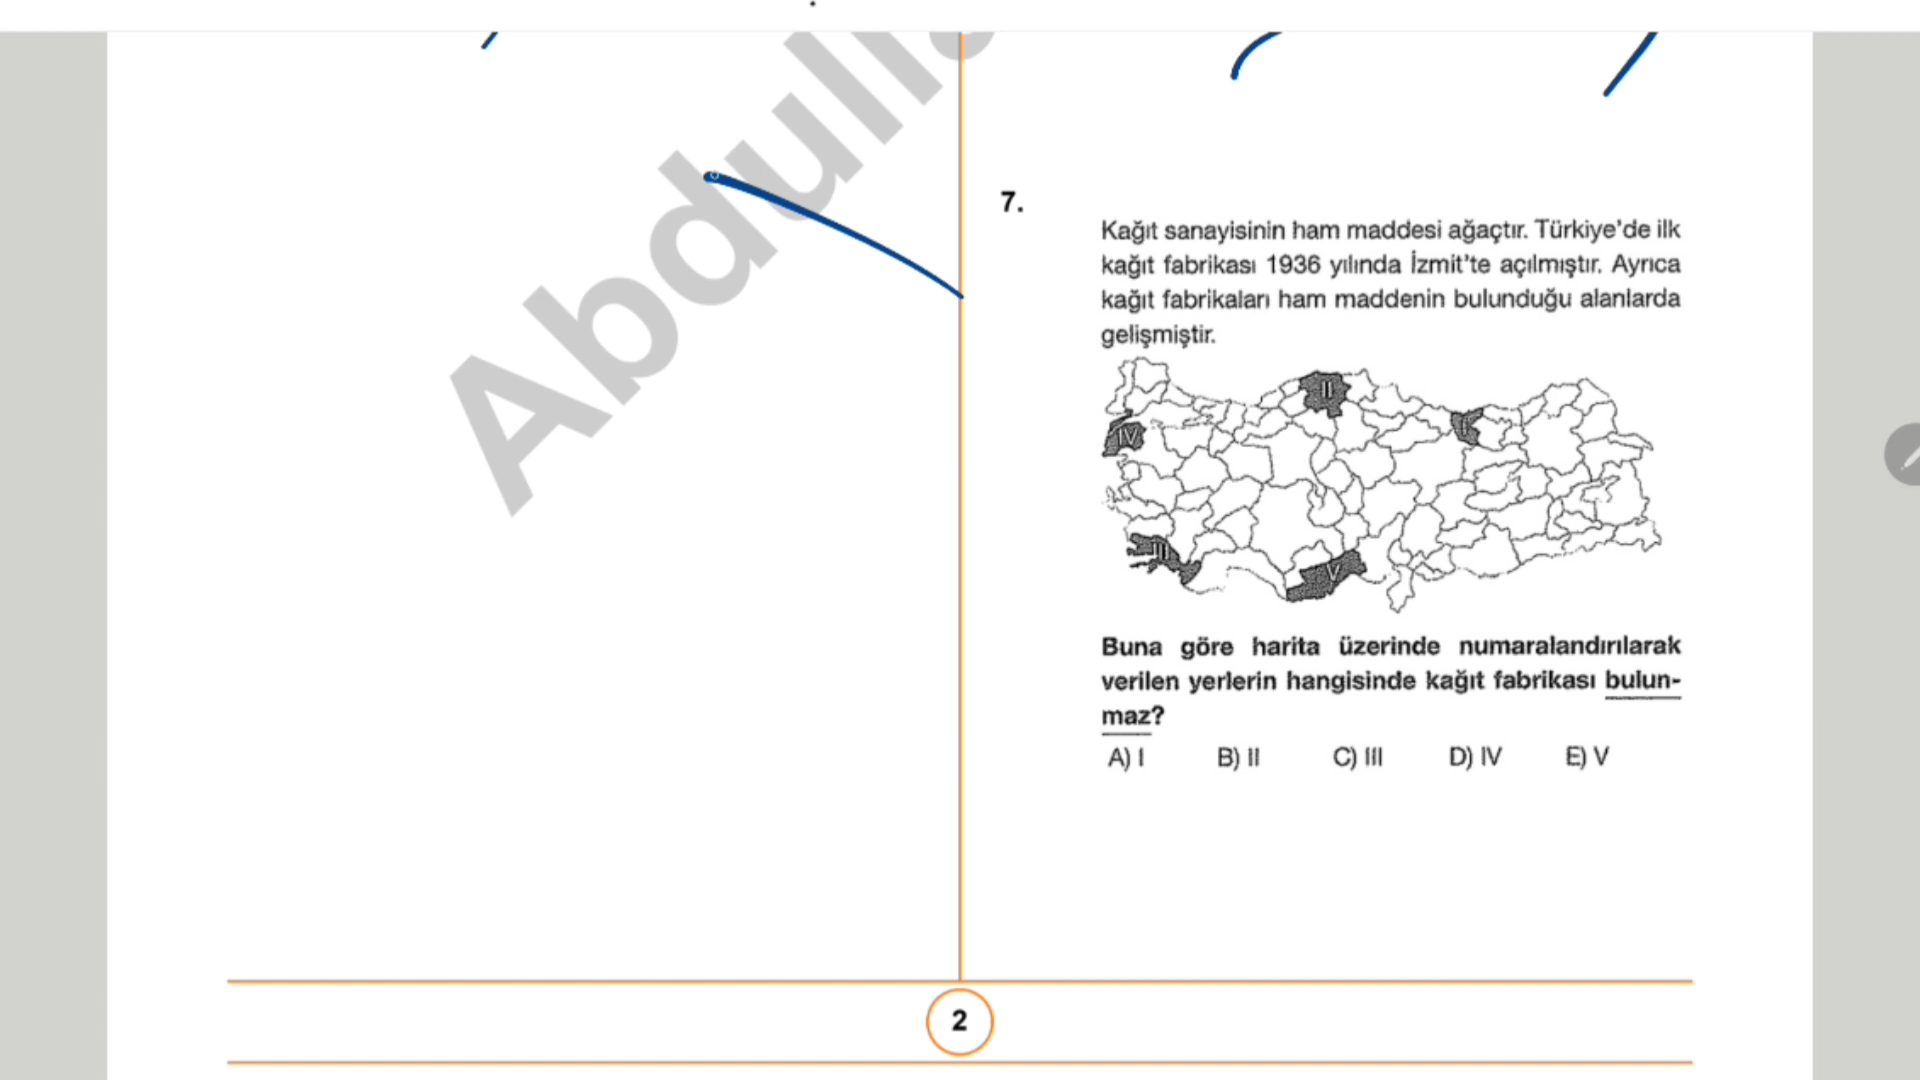 Abdull
7.
Kağıt sanayisinin ham maddesi ağaçtır. Türkiye'de ilk
kağıt fabrikası 1936 yılında İzmit'te açılmıştır. Ayrıca
kağıt fabrikaları ham maddenin bulunduğu alanlarda
gelişmiştir.
II
I
IV
III
V
Buna göre harita üzerinde numaralandırılarak
verilen yerlerin hangisinde kağıt fabrikası bulun-
maz?
A) I B) II C) III D) IV E) V
2